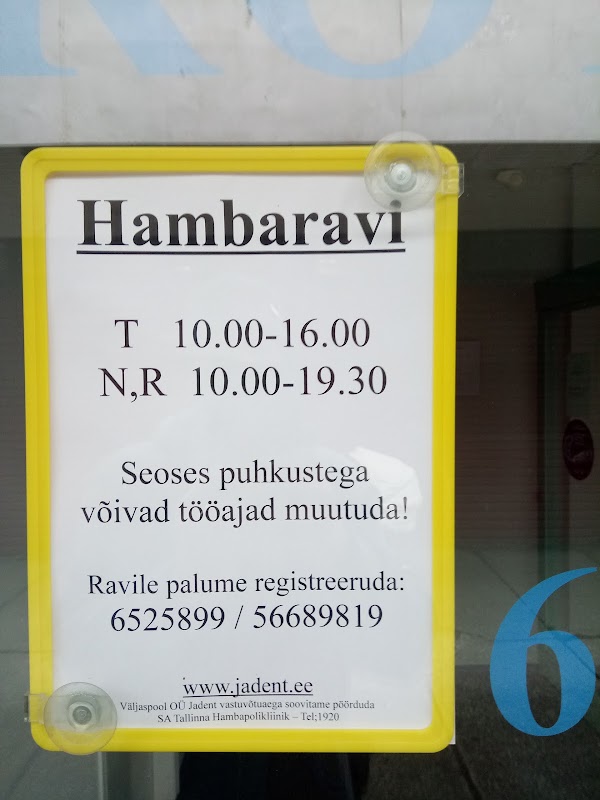 Hambaravi
T 10.00-16.00
N,R 10.00-19.30
Seoses puhkustega
võivad tööajad muutuda!
Ravile palume registreeruda:
6525899 / 56689819
www.jadent.ee
Väljaspool OÜ Jadent vastuvõtuaega soovitame pöörduda
SA Tallinna Hambapolikliinik – Tel;1920
6